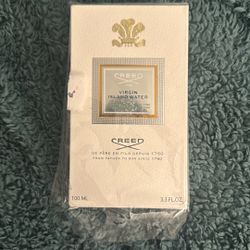 CREED
VIRGIN
ISLAND WATER
CREED
DE PÈRE EN FILS DEPUIS 1760
FROM FATHER TO SON SINCE 1760
100 ML 3.3 FL.OZ